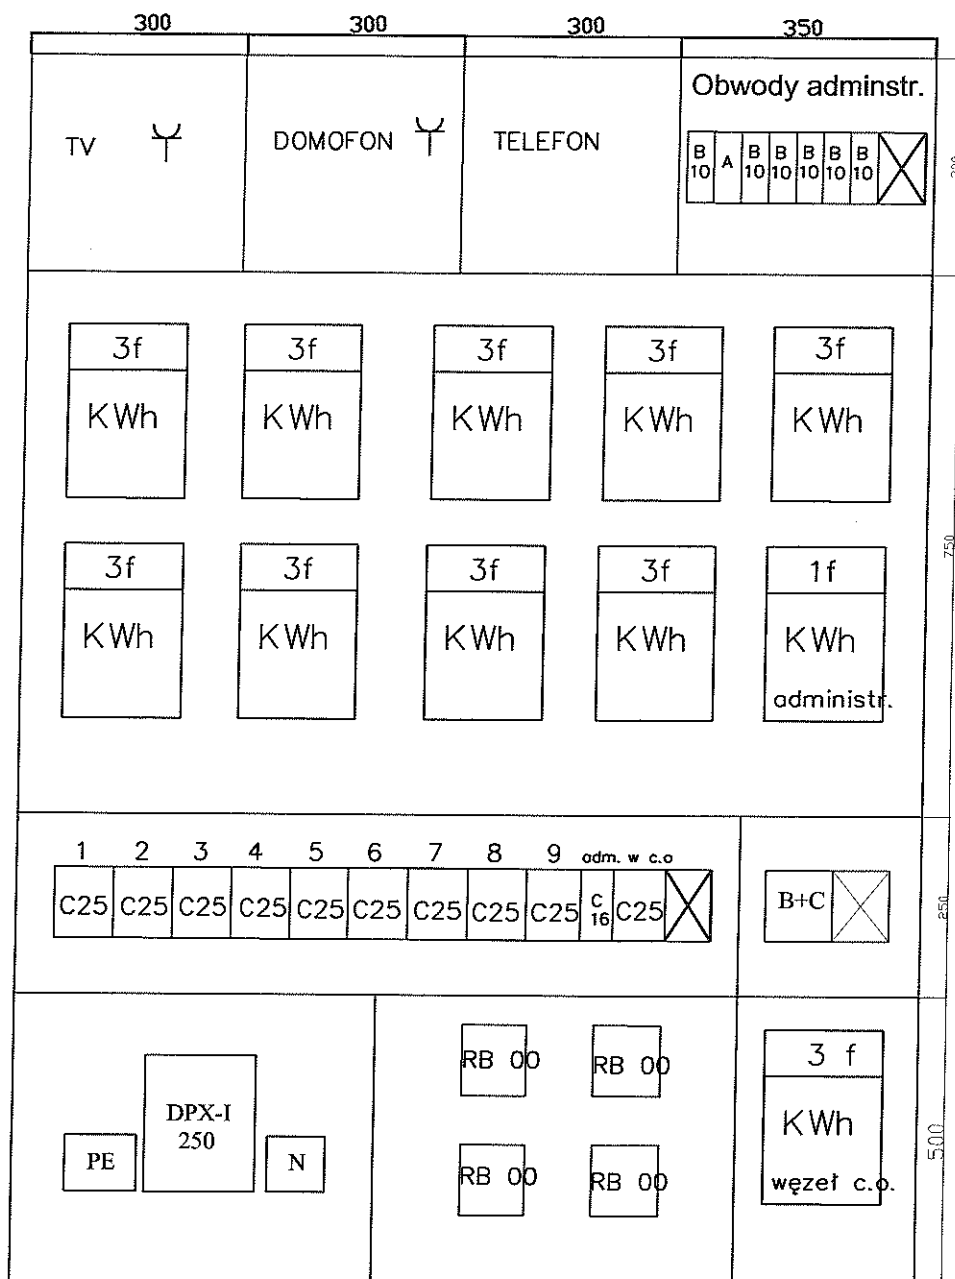 300 300 300 350
Obwody adminstr.
TV DOMOFON TELEFON
B 10 A B 10 B 10 B 10 B 10 B 10
3f 3f 3f 3f 3f
KWh KWh KWh KWh KWh
750
3f 3f 3f 3f 1f
KWh KWh KWh KWh KWh
administr.
1 2 3 4 5 6 7 8 9 adm. w c.o
C25 C25 C25 C25 C25 C25 C25 C25 C25 C 16 C25
B+C
250
RB 00 RB 00
3 f
DPX-I
250
KWh
500
PE N
RB 00 RB 00
węzeł c.o.